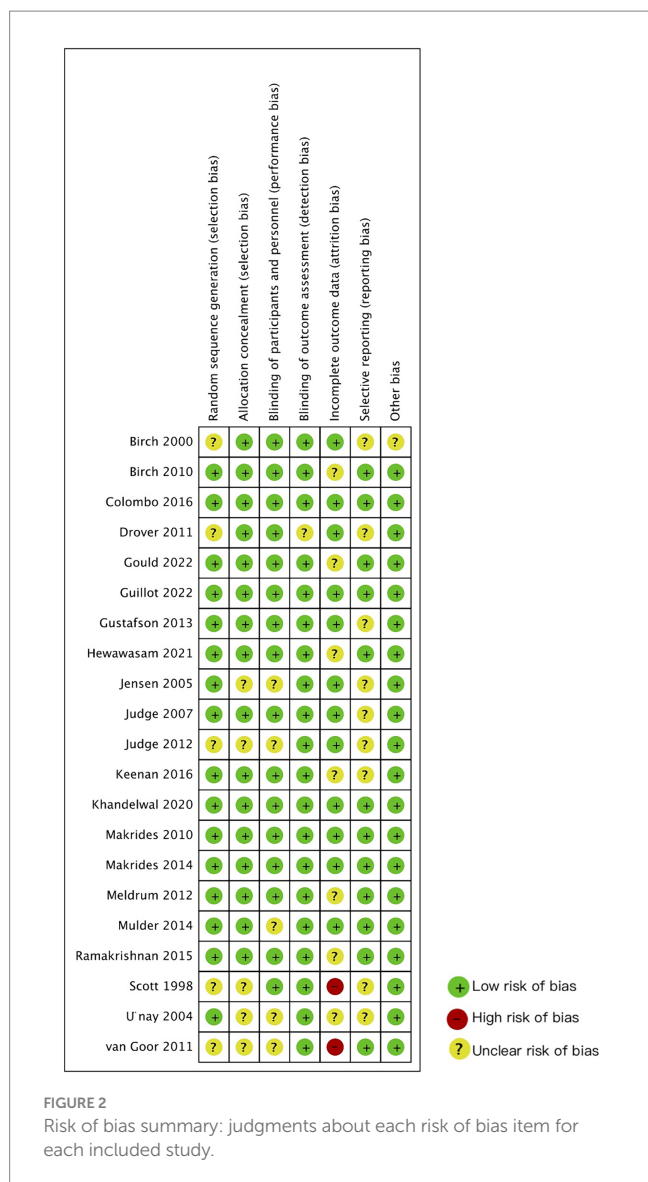 Random sequence generation (selection bias)
Allocation concealment (selection bias)
Blinding of participants and personnel (performance bias)
Blinding of outcome assessment (detection bias)
Incomplete outcome data (attrition bias)
Selective reporting (reporting bias)
Other bias
Birch 2000 ? + + + + ? ?
Birch 2010 + + + + ? + +
Colombo 2016 + + + + + + +
Drover 2011 ? + + ? + ? +
Gould 2022 + + + + ? + +
Guillot 2022 + + + + + + +
Gustafson 2013 + + + + + ? +
Hewawasam 2021 + + + + ? + +
Jensen 2005 + ? ? + + ? +
Judge 2007 + + + + + ? +
Judge 2012 ? ? ? + + ? +
Keenan 2016 + + + + ? ? +
Khandelwal 2020 + + + + + + +
Makrides 2010 + + + + + + +
Makrides 2014 + + + + + + +
Meldrum 2012 + + + + ? + +
Mulder 2014 + + ? + + + +
Ramakrishnan 2015 + + + + ? + +
Scott 1998 ? ? + + - ? +
U¨nay 2004 + ? ? + ? ? +
van Goor 2011 ? ? ? + - + +
+ Low risk of bias
- High risk of bias
? Unclear risk of bias
FIGURE 2
Risk of bias summary: judgments about each risk of bias item for
each included study.